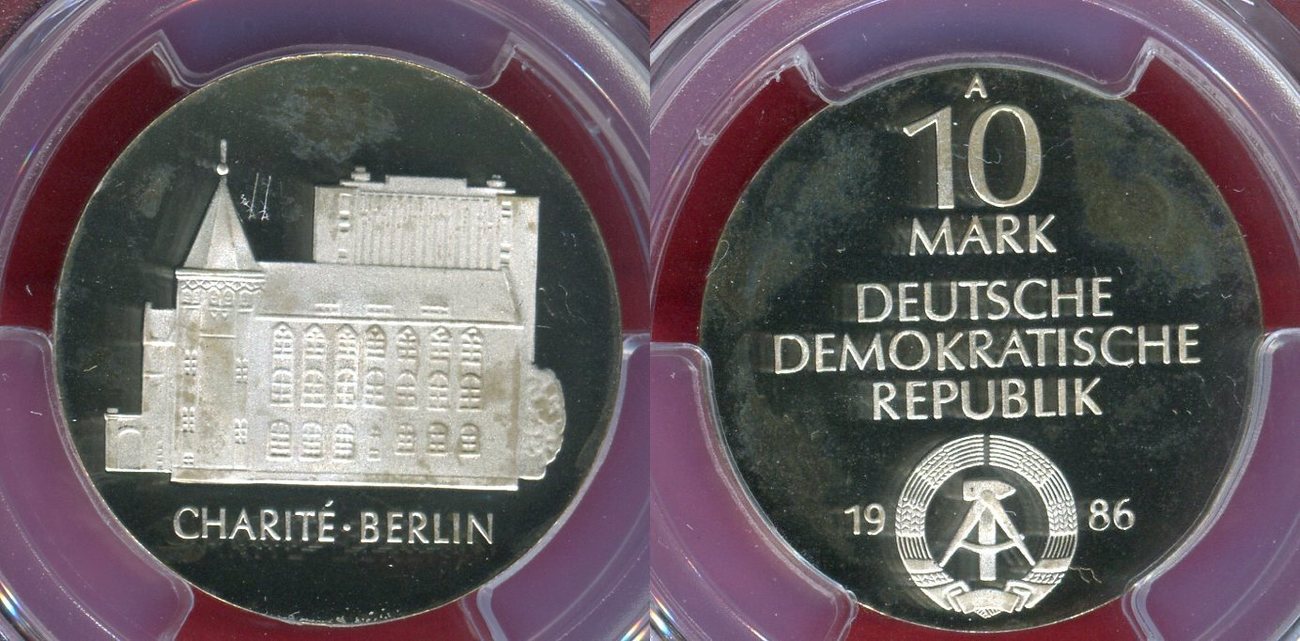 CHARITÉ · BERLIN
A
10
MARK
DEUTSCHE
DEMOKRATISCHE
REPUBLIK
19 86